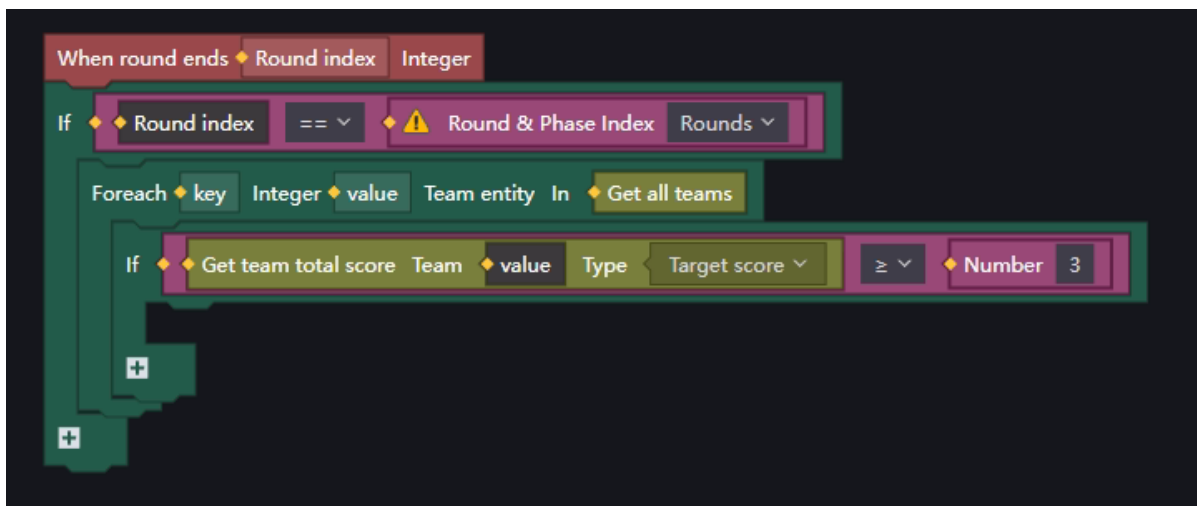 When round ends Round index Integer
If Round index == Round & Phase Index Rounds
Foreach key Integer value Team entity In Get all teams
If Get team total score Team value Type Target score ≥ Number 3